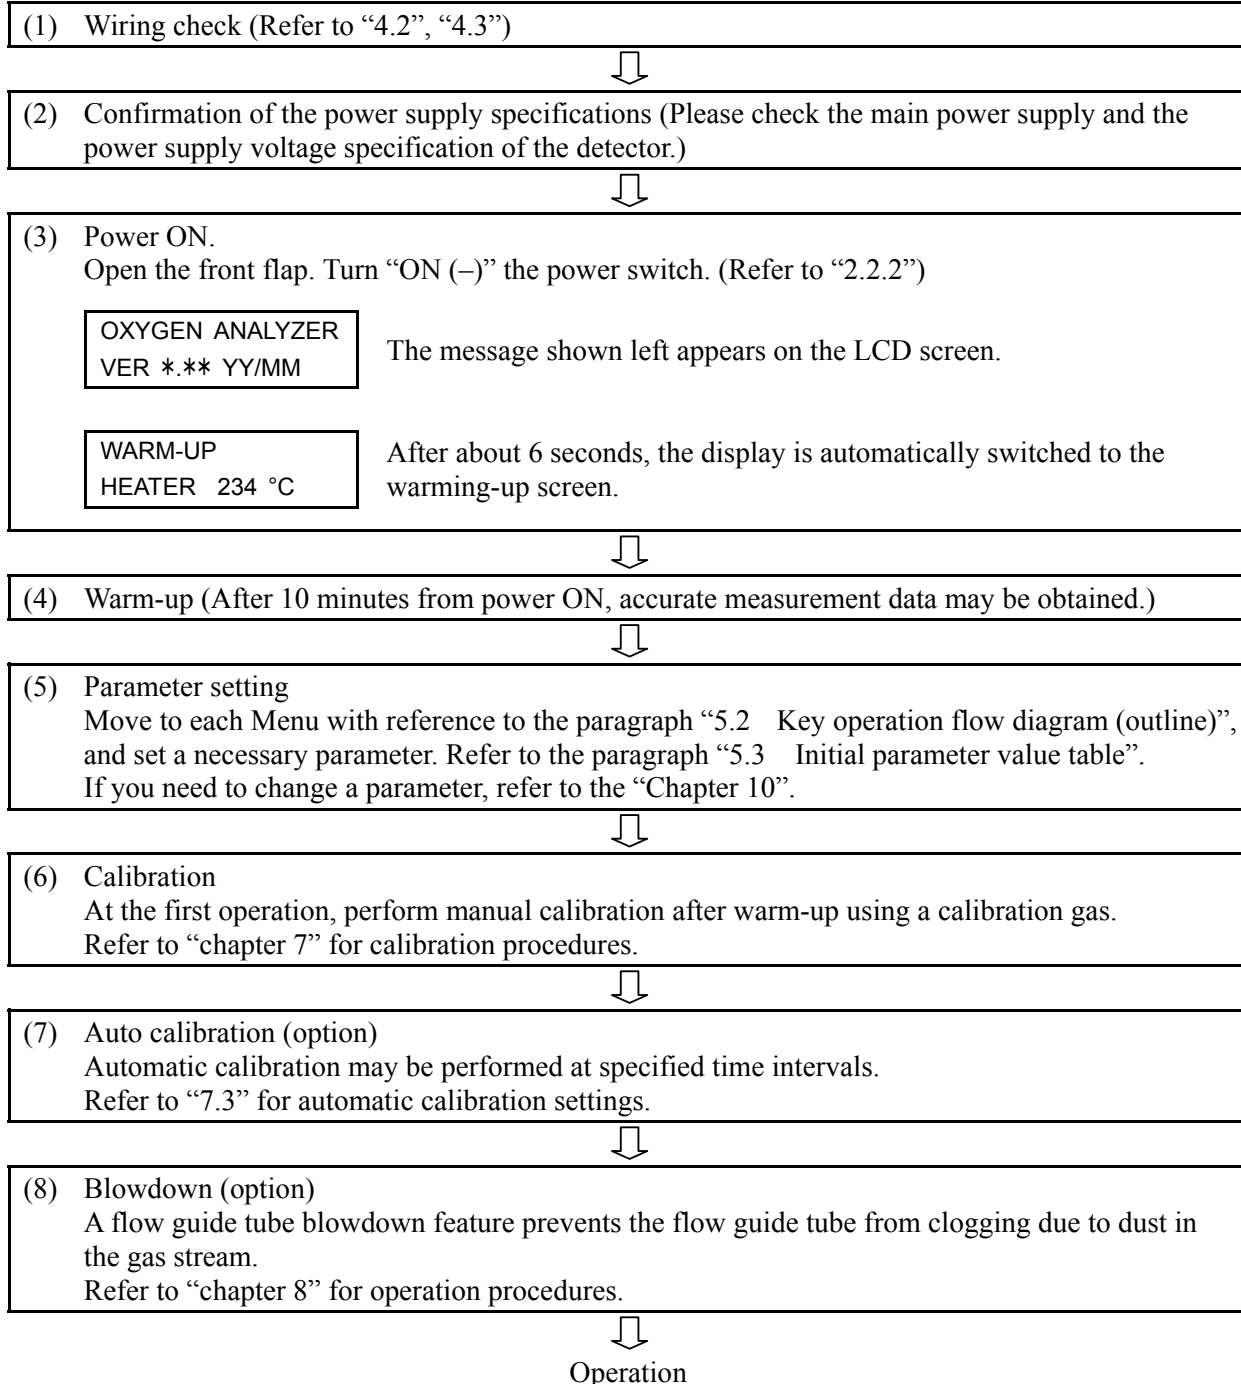 (1) Wiring check (Refer to “4.2”, “4.3”)
(2) Confirmation of the power supply specifications (Please check the main power supply and the
power supply voltage specification of the detector.)
(3) Power ON.
Open the front flap. Turn “ON (–)” the power switch. (Refer to “2.2.2”)
OXYGEN ANALYZER
VER *.** YY/MM
The message shown left appears on the LCD screen.
WARM-UP
HEATER 234 °C
After about 6 seconds, the display is automatically switched to the
warming-up screen.
(4) Warm-up (After 10 minutes from power ON, accurate measurement data may be obtained.)
(5) Parameter setting
Move to each Menu with reference to the paragraph “5.2 Key operation flow diagram (outline)”,
and set a necessary parameter. Refer to the paragraph “5.3 Initial parameter value table”.
If you need to change a parameter, refer to the “Chapter 10”.
(6) Calibration
At the first operation, perform manual calibration after warm-up using a calibration gas.
Refer to “chapter 7” for calibration procedures.
(7) Auto calibration (option)
Automatic calibration may be performed at specified time intervals.
Refer to “7.3” for automatic calibration settings.
(8) Blowdown (option)
A flow guide tube blowdown feature prevents the flow guide tube from clogging due to dust in
the gas stream.
Refer to “chapter 8” for operation procedures.
Operation